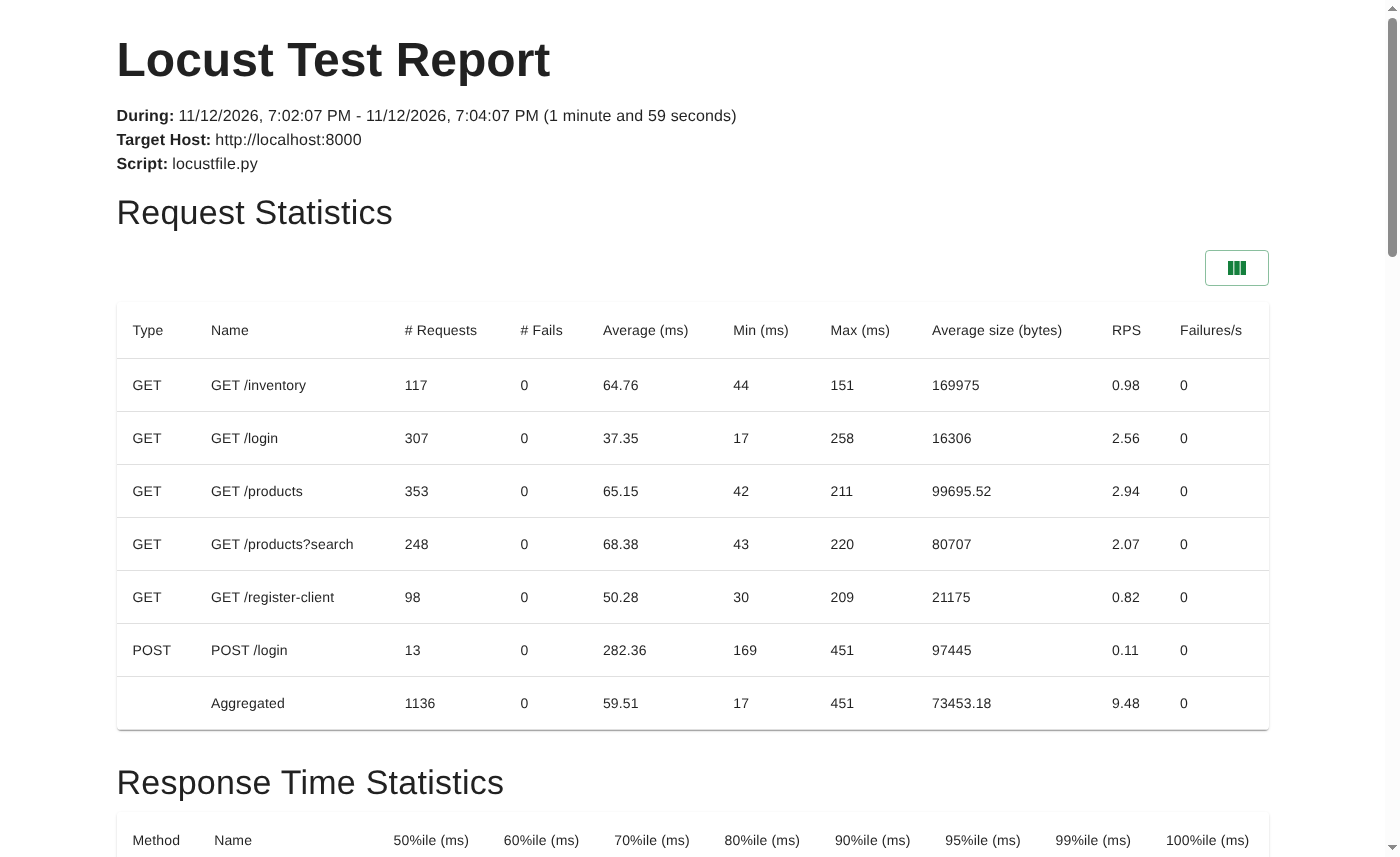 Locust Test Report
During: 11/12/2026, 7:02:07 PM - 11/12/2026, 7:04:07 PM (1 minute and 59 seconds)
Target Host: http://localhost:8000
Script: locustfile.py
Request Statistics
Type Name # Requests # Fails Average (ms) Min (ms) Max (ms) Average size (bytes) RPS Failures/s
GET GET /inventory 117 0 64.76 44 151 169975 0.98 0
GET GET /login 307 0 37.35 17 258 16306 2.56 0
GET GET /products 353 0 65.15 42 211 99695.52 2.94 0
GET GET /products?search 248 0 68.38 43 220 80707 2.07 0
GET GET /register-client 98 0 50.28 30 209 21175 0.82 0
POST POST /login 13 0 282.36 169 451 97445 0.11 0
Aggregated 1136 0 59.51 17 451 73453.18 9.48 0
Response Time Statistics
Method Name 50%ile (ms) 60%ile (ms) 70%ile (ms) 80%ile (ms) 90%ile (ms) 95%ile (ms) 99%ile (ms) 100%ile (ms)